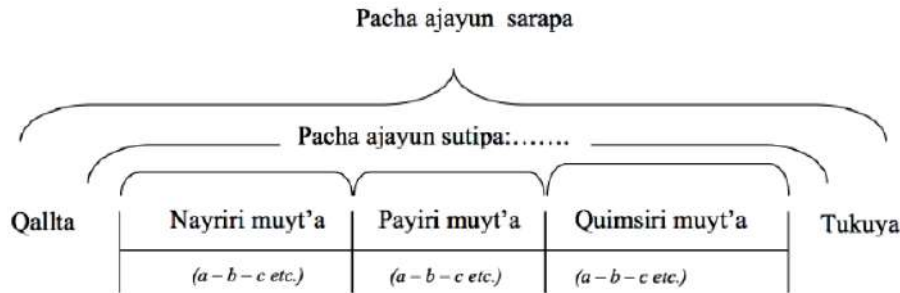 Pacha ajayun sarapa
Pacha ajayun sutipa:.......
Qallta Nayriri muyt’a Payiri muyt’a Quimsiri muyt’a Tukuya
(a – b – c etc.) (a – b – c etc.) (a – b – c etc.)